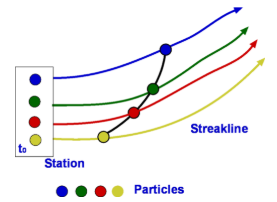 Streakline
t₀
Station
Particles